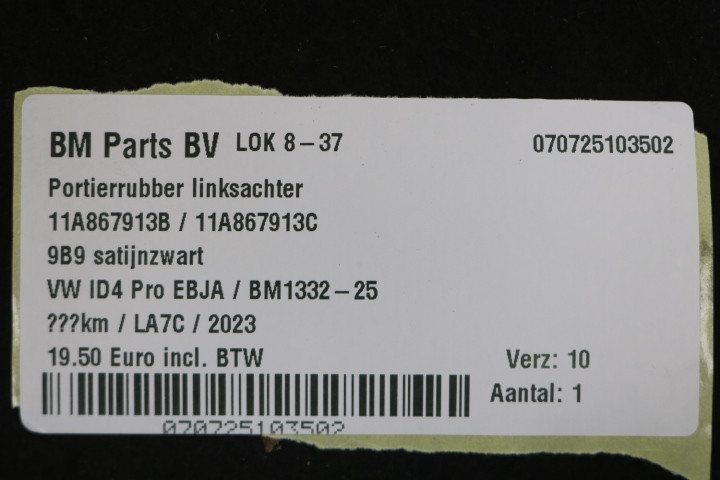 BM Parts BV LOK 8-37 070725103502
Portierrubber linksachter
11A867913B / 11A867913C
9B9 satijnzwart
VW ID4 Pro EBJA / BM1332-25
???km / LA7C / 2023
19.50 Euro incl. BTW Verz: 10
Aantal: 1
070725103502